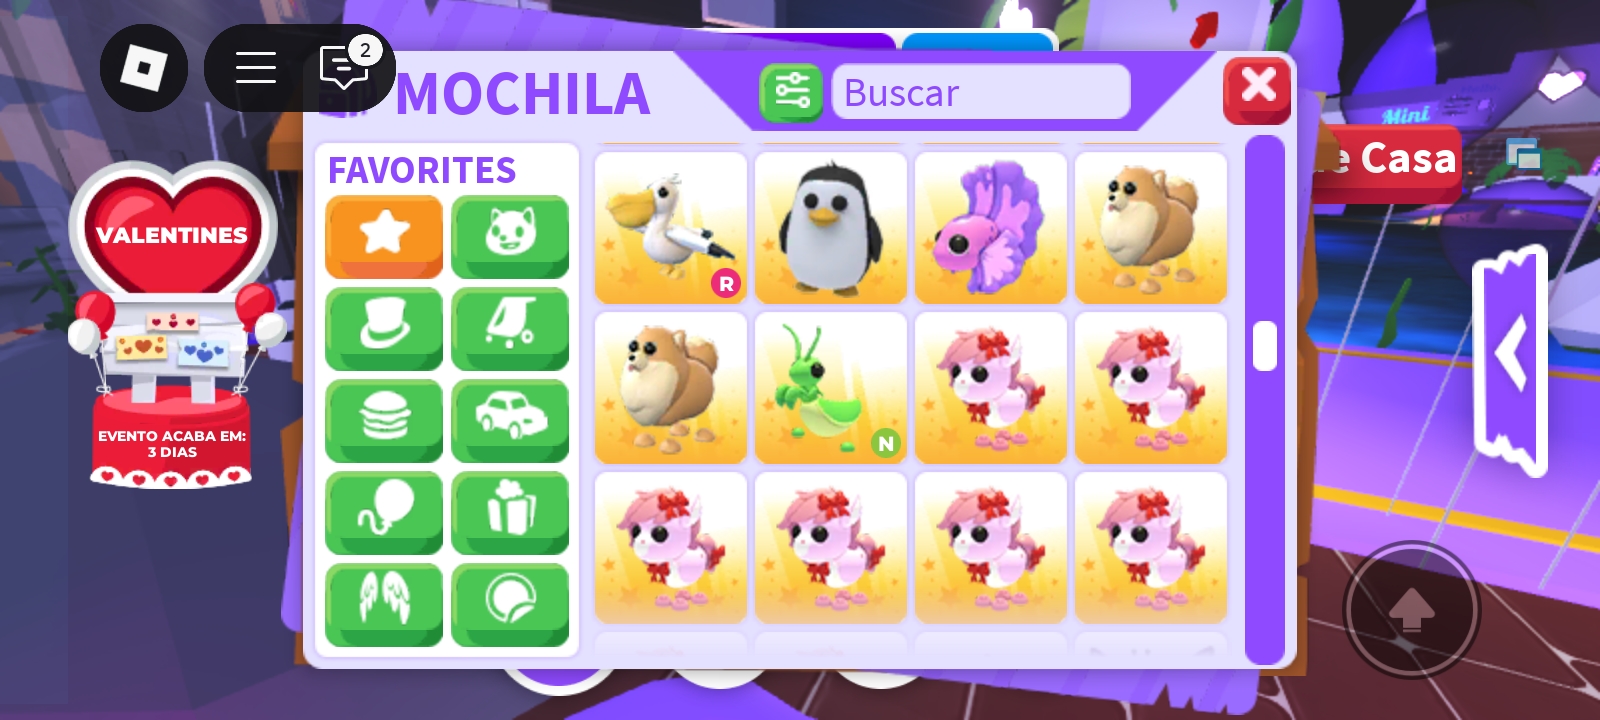 2
MOCHILA
Buscar
FAVORITES
VALENTINES
EVENTO ACABA EM:
3 DIAS
R
N
Mini
e Casa